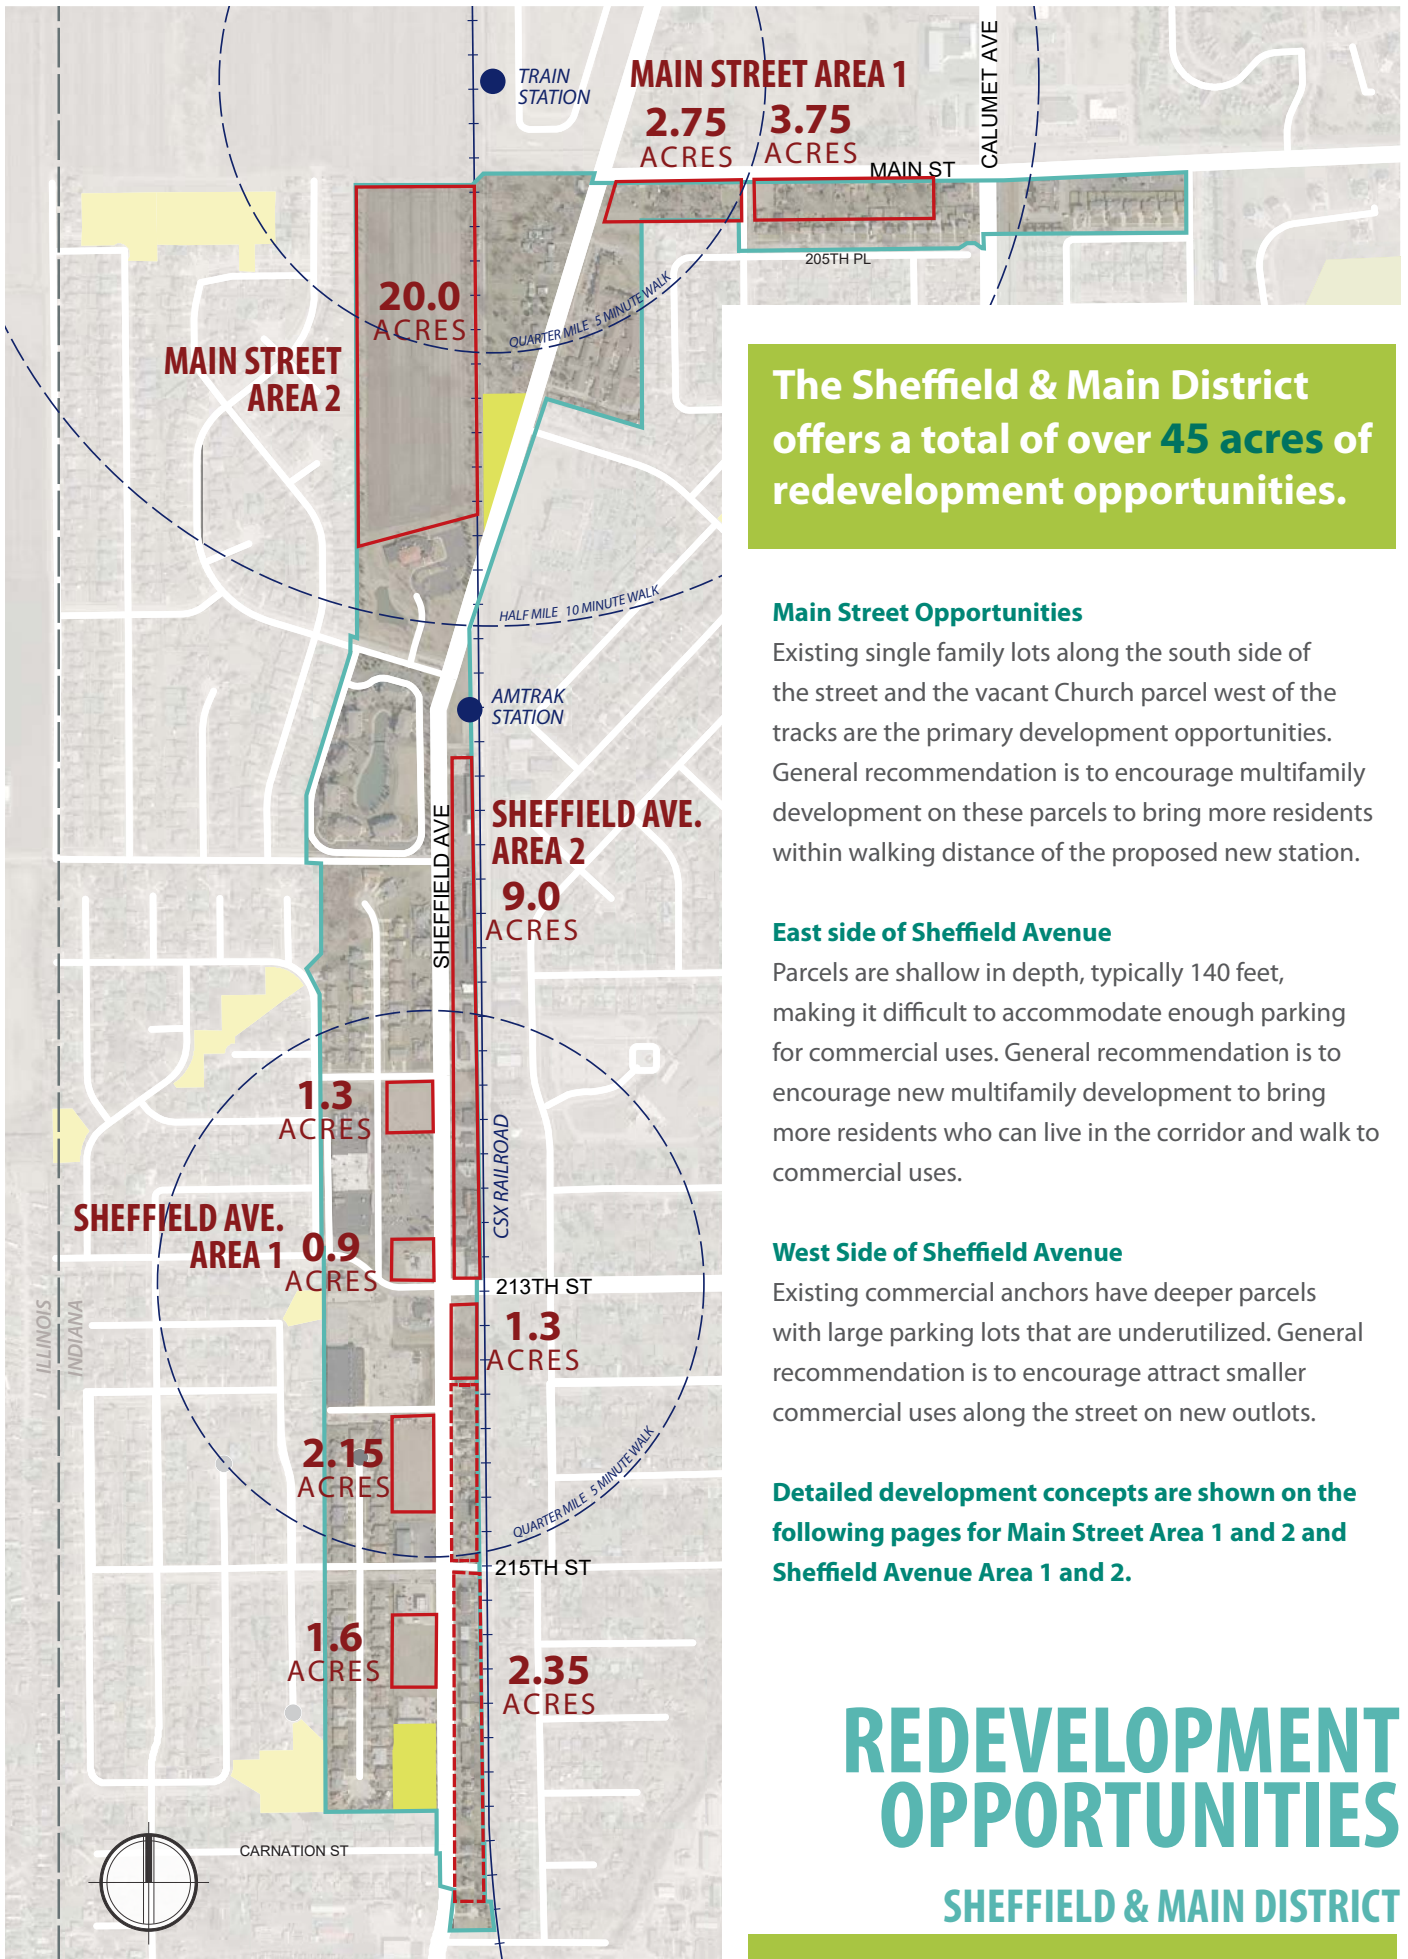 TRAIN
STATION
MAIN STREET AREA 1
2.75
ACRES
3.75
ACRES
MAIN ST
CALUMET AVE
205TH PL
20.0
ACRES
MAIN STREET
AREA 2
QUARTER MILE 5 MINUTE WALK
HALF MILE 10 MINUTE WALK
AMTRAK
STATION
SHEFFIELD AVE
SHEFFIELD AVE.
AREA 2
9.0
ACRES
1.3
ACRES
CSX RAILROAD
SHEFFIELD AVE.
AREA 1
0.9
ACRES
213TH ST
ILLINOIS
INDIANA
1.3
ACRES
2.15
ACRES
QUARTER MILE 5 MINUTE WALK
215TH ST
1.6
ACRES
2.35
ACRES
CARNATION ST
The Sheffield & Main District
offers a total of over 45 acres of
redevelopment opportunities.
Main Street Opportunities
Existing single family lots along the south side of
the street and the vacant Church parcel west of the
tracks are the primary development opportunities.
General recommendation is to encourage multifamily
development on these parcels to bring more residents
within walking distance of the proposed new station.
East side of Sheffield Avenue
Parcels are shallow in depth, typically 140 feet,
making it difficult to accommodate enough parking
for commercial uses. General recommendation is to
encourage new multifamily development to bring
more residents who can live in the corridor and walk to
commercial uses.
West Side of Sheffield Avenue
Existing commercial anchors have deeper parcels
with large parking lots that are underutilized. General
recommendation is to encourage attract smaller
commercial uses along the street on new outlots.
Detailed development concepts are shown on the
following pages for Main Street Area 1 and 2 and
Sheffield Avenue Area 1 and 2.
REDEVELOPMENT
OPPORTUNITIES
SHEFFIELD & MAIN DISTRICT